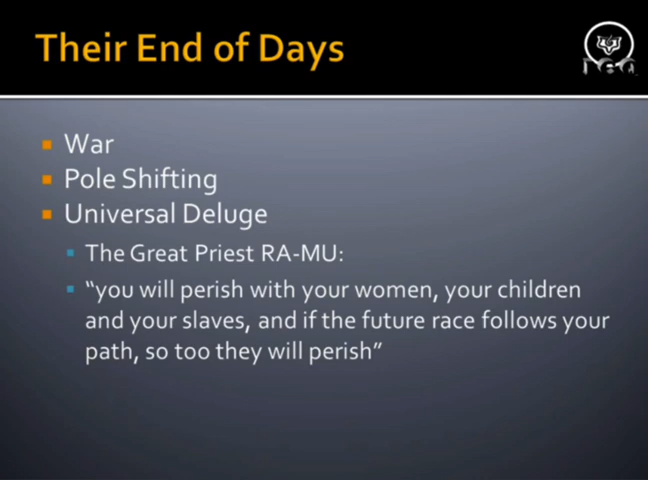 Their End of Days
War
Pole Shifting
Universal Deluge
The Great Priest RA-MU:
“you will perish with your women, your children
and your slaves, and if the future race follows your
path, so too they will perish”